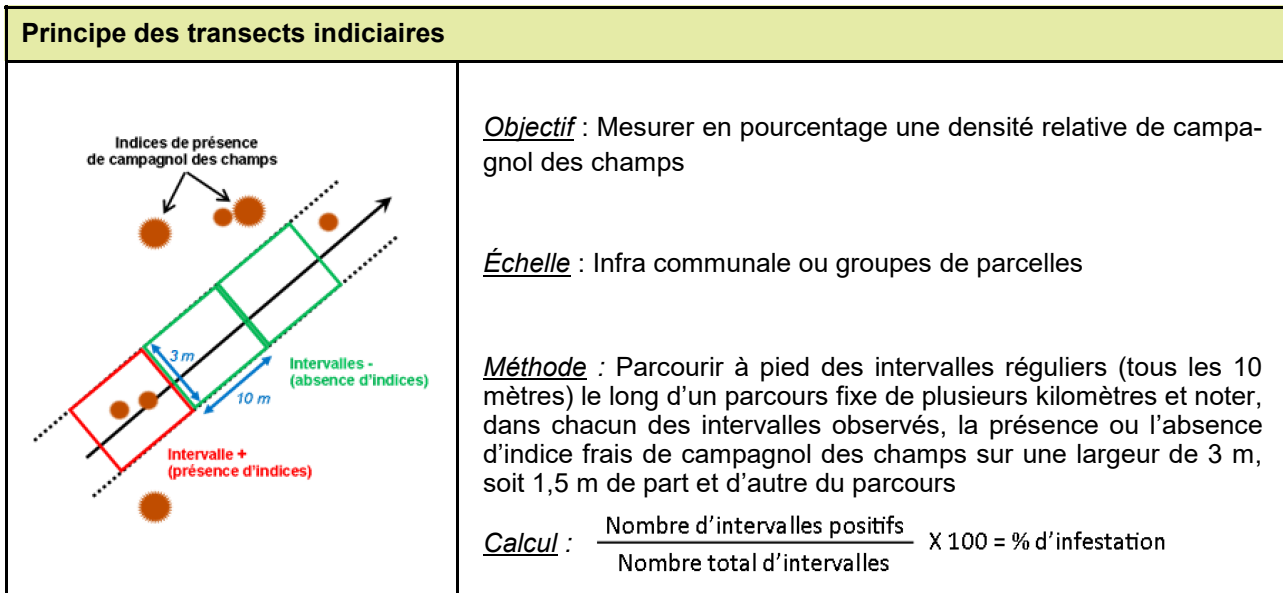 Principe des transects indiciaires
Indices de présence
de campagnol des champs
3 m
10 m
Intervalles -
(absence d'indices)
Intervalle +
(présence d'indices)
Objectif : Mesurer en pourcentage une densité relative de campa-
gnol des champs
Échelle : Infra communale ou groupes de parcelles
Méthode : Parcourir à pied des intervalles réguliers (tous les 10
mètres) le long d'un parcours fixe de plusieurs kilomètres et noter,
dans chacun des intervalles observés, la présence ou l'absence
d'indice frais de campagnol des champs sur une largeur de 3 m,
soit 1,5 m de part et d'autre du parcours
Calcul :
Nombre d'intervalles positifs
Nombre total d'intervalles
X 100 = % d'infestation